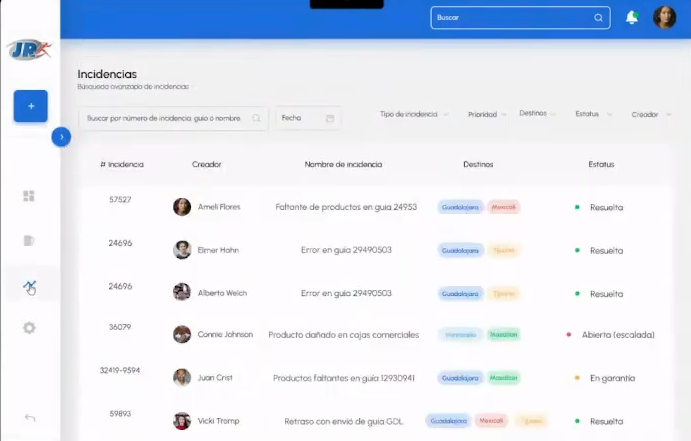 Buscar
JR
Incidencias
Búsqueda avanzada de incidencias
Buscar por número de incidencia, guía o nombre
Fecha
Tipo de incidencia
Prioridad
Destinos
Estatus
Creador
# Incidencia Creador Nombre de incidencia Destinos Estatus
57527 Ameli Flores Faltante de productos en guía 24953 Guadalajara Mexicali Resuelta
24696 Elmer Hahn Error en guía 29490503 Guadalajara Tijuana Resuelta
24696 Alberto Welch Error en guía 29490503 Guadalajara Tijuana Resuelta
36079 Connie Johnson Producto dañado en cajas comerciales Hermosillo Mazatlan Abierta (escalada)
32419-9594 Juan Crist Productos faltantes en guía 12930941 Guadalajara Mazatlan En garantía
59893 Vicki Tromp Retraso con envió de guía GDL Guadalajara Mexicali Tijuana Resuelta